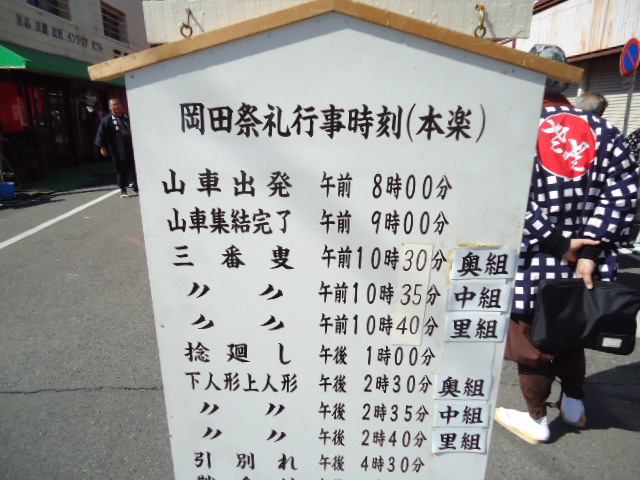 岡田祭礼行事時刻(本楽)
山車出発 午前 8時00分
山車集結完了 午前 9時00分
三番叟 午前10時30分 奥組
〃 〃 午前10時35分 中組
〃 〃 午前10時40分 里組
捻廻し 午後 1時00分
下人形上人形 午後 2時30分 奥組
〃 〃 午後 2時35分 中組
〃 〃 午後 2時40分 里組
引別れ 午後 4時30分